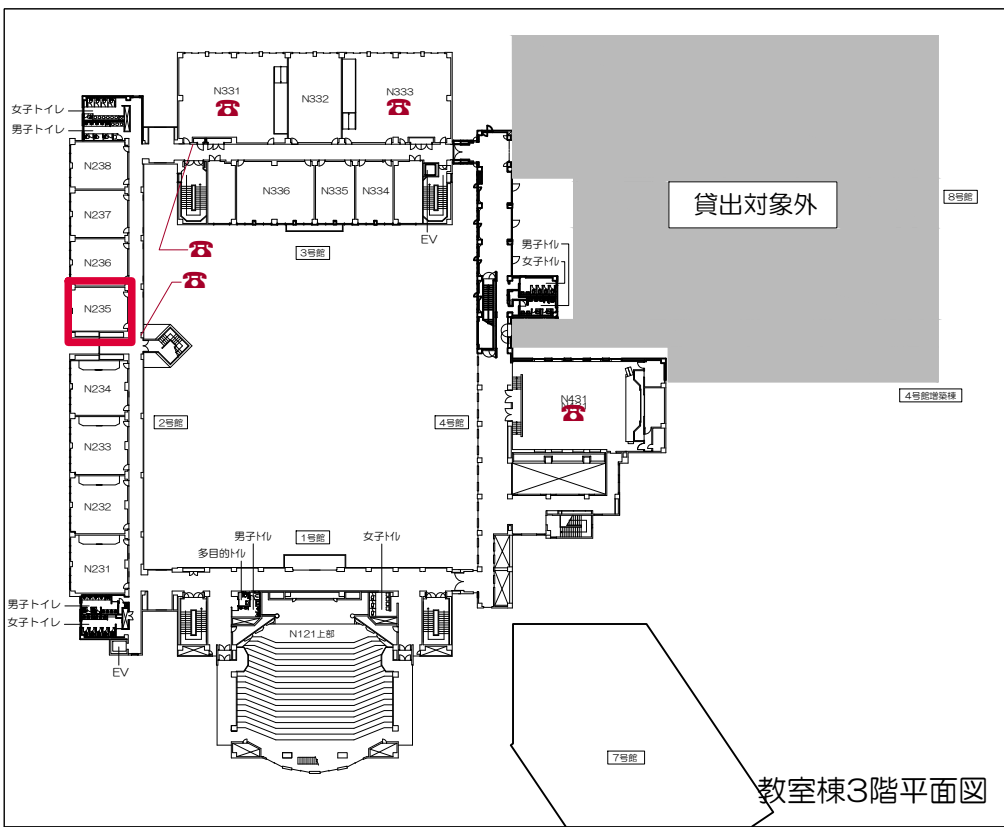 N331
N332
N333
女子トイレ
男子トイレ
N238
N237
N236
N235
N234
N233
N232
N231
N336
N335
N334
EV
3号館
貸出対象外
8号館
男子トイレ
女子トイレ
N431
4号館増築棟
2号館
4号館
1号館
男子トイレ
多目的トイレ
女子トイレ
男子トイレ
女子トイレ
EV
N121上部
7号館
教室棟3階平面図